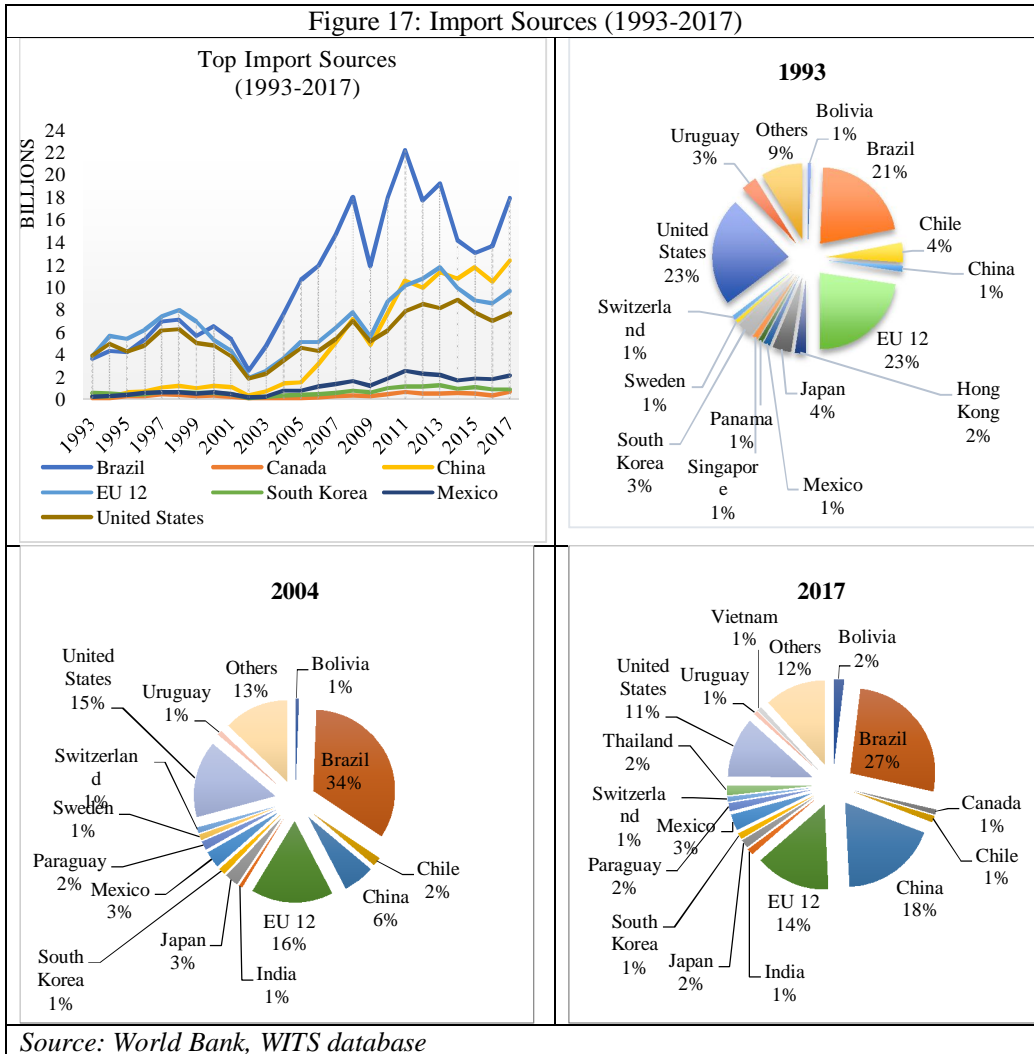 Figure 17: Import Sources (1993-2017)
Top Import Sources
(1993-2017)
BILLIONS
24
22
20
18
16
14
12
10
8
6
4
2
0
1993
1995
1997
1999
2001
2003
2005
2007
2009
2011
2013
2015
2017
Brazil
Canada
China
EU 12
South Korea
Mexico
United States
1993
Bolivia
1%
Brazil
21%
Chile
4%
China
1%
EU 12
23%
Hong
Kong
2%
Japan
4%
Mexico
1%
Panama
1%
Singapor
e
1%
South
Korea
3%
Sweden
1%
Switzerla
nd
1%
United
States
23%
Uruguay
3%
Others
9%
2004
Bolivia
1%
Brazil
34%
Chile
2%
China
6%
EU 12
16%
India
1%
Japan
3%
South
Korea
1%
Mexico
3%
Paraguay
2%
Sweden
1%
Switzerlan
d
1%
United
States
15%
Uruguay
1%
Others
13%
2017
Bolivia
2%
Brazil
27%
Canada
1%
Chile
1%
China
18%
EU 12
14%
India
1%
Japan
2%
South
Korea
1%
Mexico
3%
Paraguay
2%
Switzerla
nd
1%
Thailand
2%
United
States
11%
Uruguay
1%
Vietnam
1%
Others
12%
Source: World Bank, WITS database